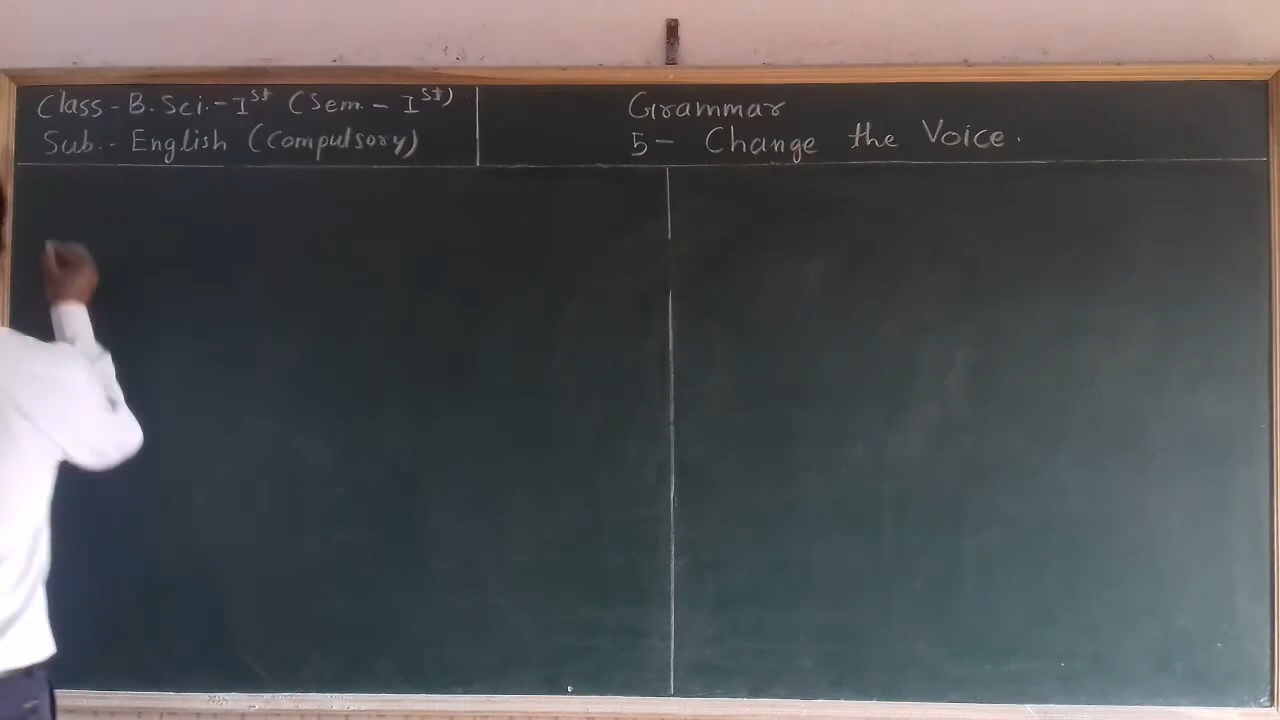 Class - B. Sci. - Ist (Sem. - Ist)
Sub. - English (Compulsory)
Grammar
5 - Change the Voice.